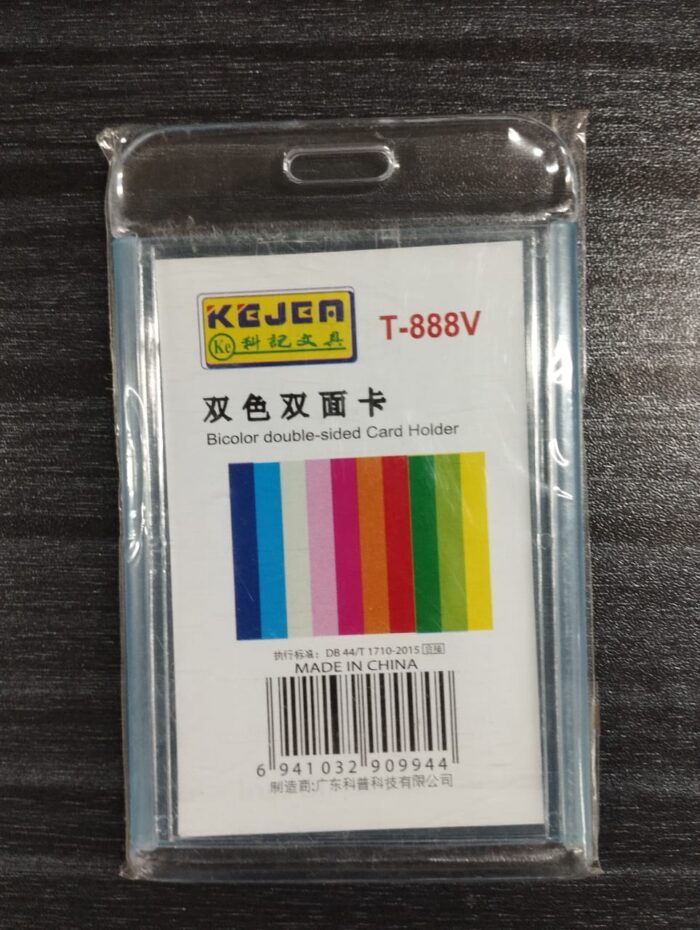 KEJEA
Ke 科記文具
T-888V
双色双面卡
Bicolor double-sided Card Holder
执行标准：DB 44/T 1710-2015
MADE IN CHINA
6 941032 909944
制造商:广东科普科技有限公司